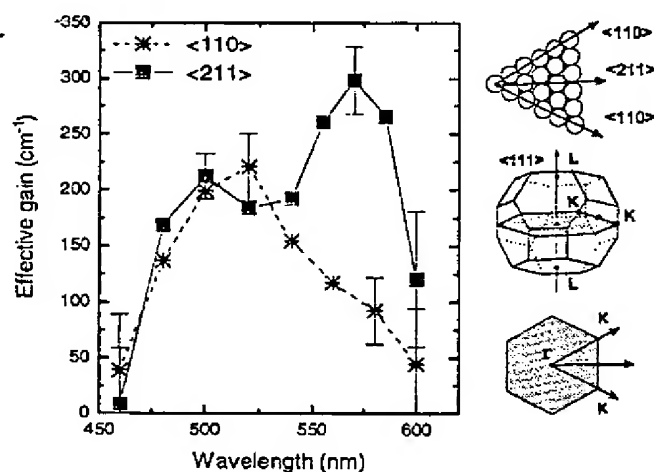 350
300
250
200
150
100
50
0
450
500
550
600
Wavelength (nm)
Effective gain (cm⁻¹)
<110>
<211>
<110>
<211>
<110>
<111>
L
K
K
L
K
Γ
K